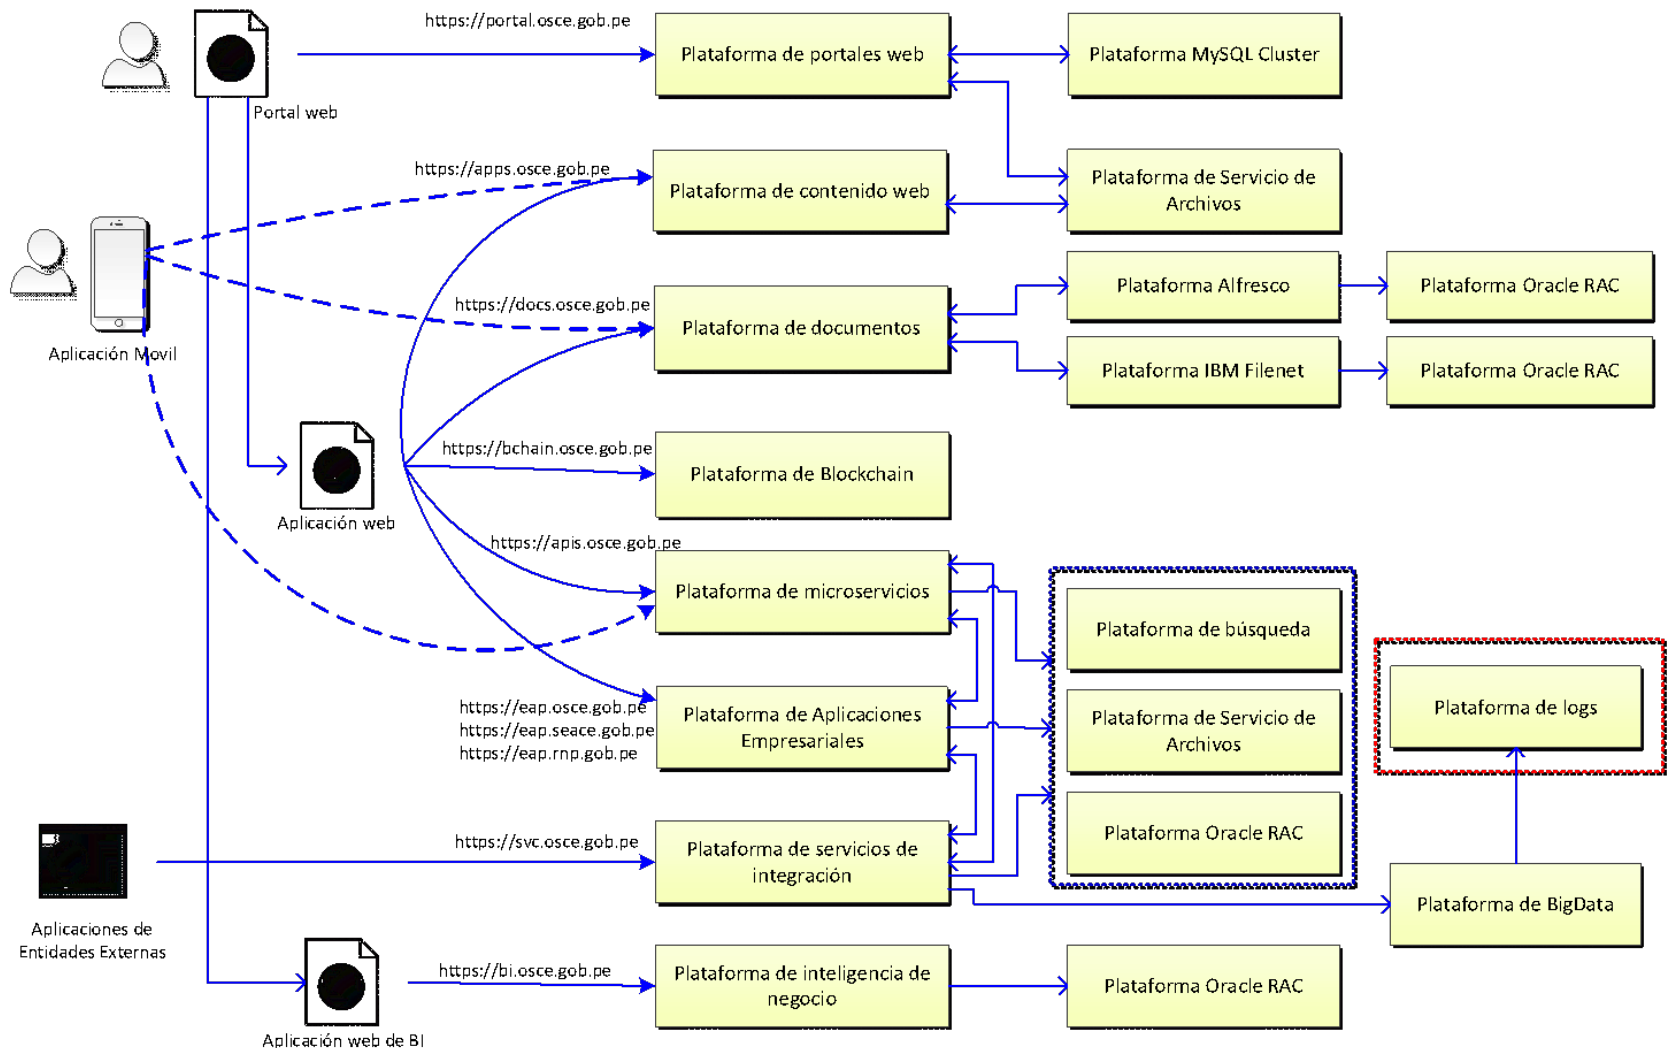 https://portal.osce.gob.pe
Plataforma de portales web
Plataforma MySQL Cluster
Portal web
https://apps.osce.gob.pe
Plataforma de contenido web
Plataforma de Servicio de
Archivos
https://docs.osce.gob.pe
Plataforma de documentos
Plataforma Alfresco
Plataforma Oracle RAC
Aplicación Movil
Plataforma IBM Filenet
Plataforma Oracle RAC
https://bchain.osce.gob.pe
Plataforma de Blockchain
Aplicación web
https://apis.osce.gob.pe
Plataforma de microservicios
Plataforma de búsqueda
https://eap.osce.gob.pe
https://eap.seace.gob.pe
https://eap.rnp.gob.pe
Plataforma de Aplicaciones
Empresariales
Plataforma de Servicio de
Archivos
Plataforma de logs
https://svc.osce.gob.pe
Plataforma de servicios de
integración
Plataforma Oracle RAC
Plataforma de BigData
Aplicaciones de
Entidades Externas
https://bi.osce.gob.pe
Plataforma de inteligencia de
negocio
Plataforma Oracle RAC
Aplicación web de BI